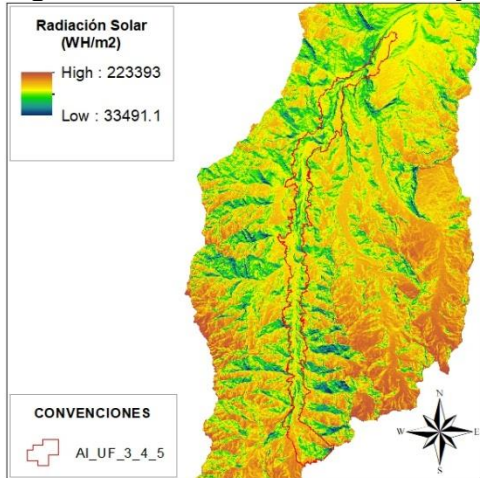 Radiación Solar
(WH/m2)
High : 223393
Low : 33491.1
CONVENCIONES
AI_UF_3_4_5
N
W
E
S